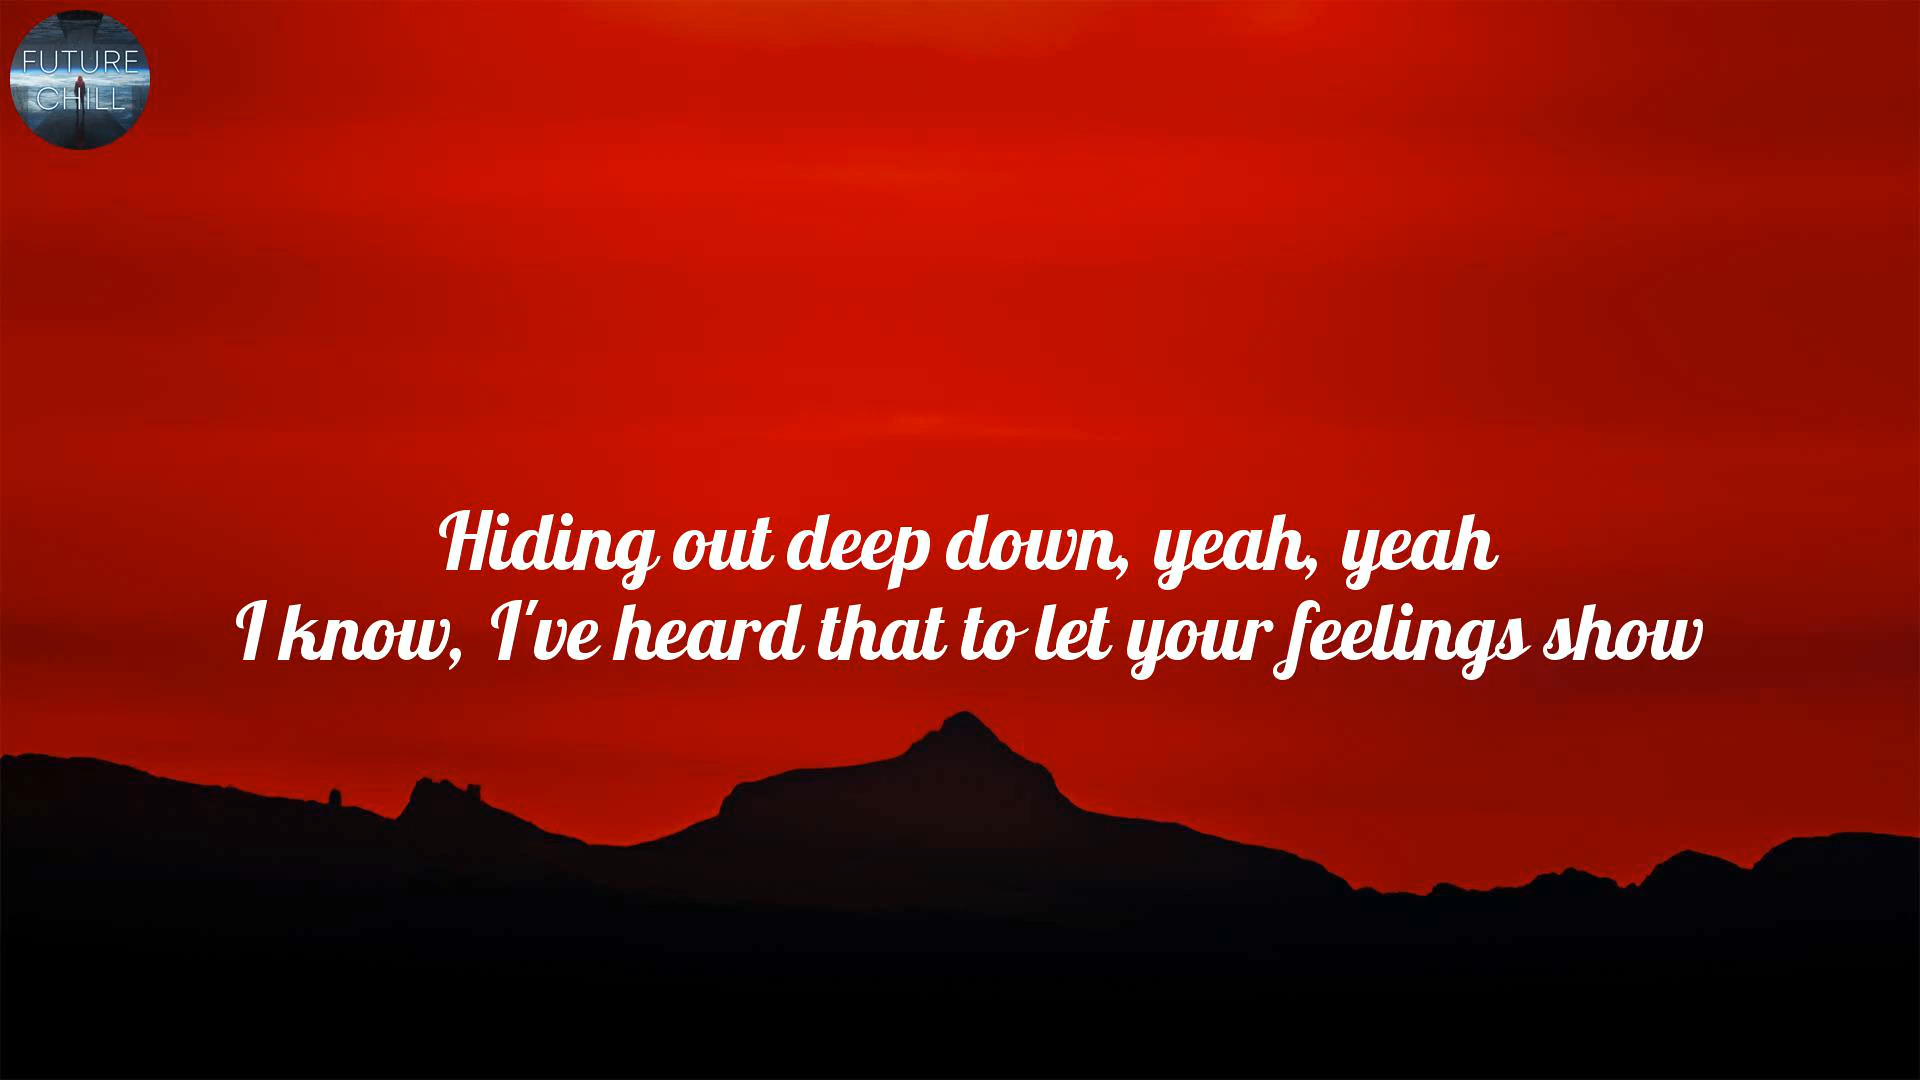 FUTURE
CHILL
Hiding out deep down, yeah, yeah
I know, I've heard that to let your feelings show